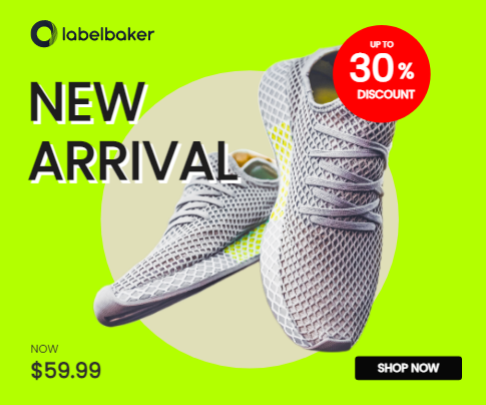 labelbaker
NEW
ARRIVAL
UP TO
30 %
DISCOUNT
NOW
$59.99
SHOP NOW